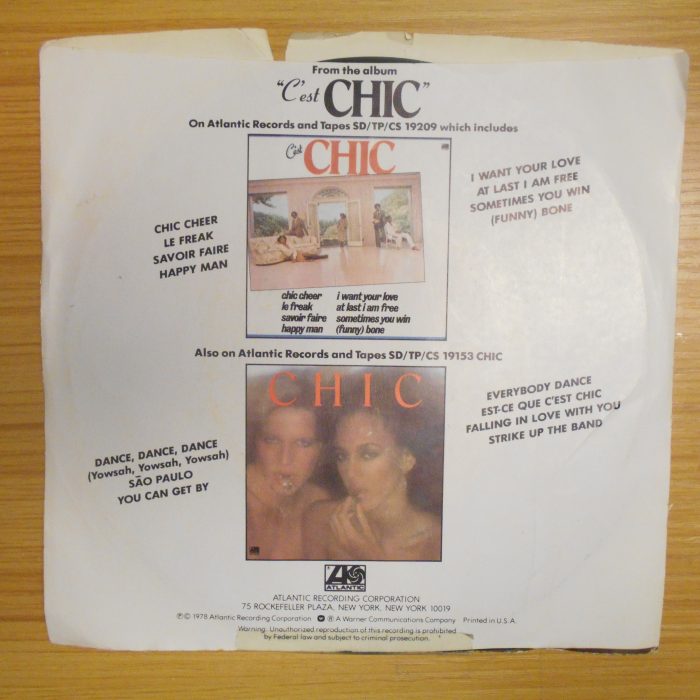 From the album
"C'est CHIC"
On Atlantic Records and Tapes SD/TP/CS 19209 which includes
CHIC CHEER
LE FREAK
SAVOIR FAIRE
HAPPY MAN
C'est CHIC
chic cheer i want your love
le freak at last i am free
savoir faire sometimes you win
happy man (funny) bone
I WANT YOUR LOVE
AT LAST I AM FREE
SOMETIMES YOU WIN
(FUNNY) BONE
Also on Atlantic Records and Tapes SD/TP/CS 19153 CHIC
DANCE, DANCE, DANCE
(Yowsah, Yowsah, Yowsah)
SÃO PAULO
YOU CAN GET BY
CHIC
EVERYBODY DANCE
EST-CE QUE C'EST CHIC
FALLING IN LOVE WITH YOU
STRIKE UP THE BAND
ATLANTIC
ATLANTIC RECORDING CORPORATION
75 ROCKEFELLER PLAZA, NEW YORK, NEW YORK 10019
℗© 1978 Atlantic Recording Corporation ® A Warner Communications Company Printed in U.S.A.
Warning: Unauthorized reproduction of this recording is prohibited
by Federal law and subject to criminal prosecution.